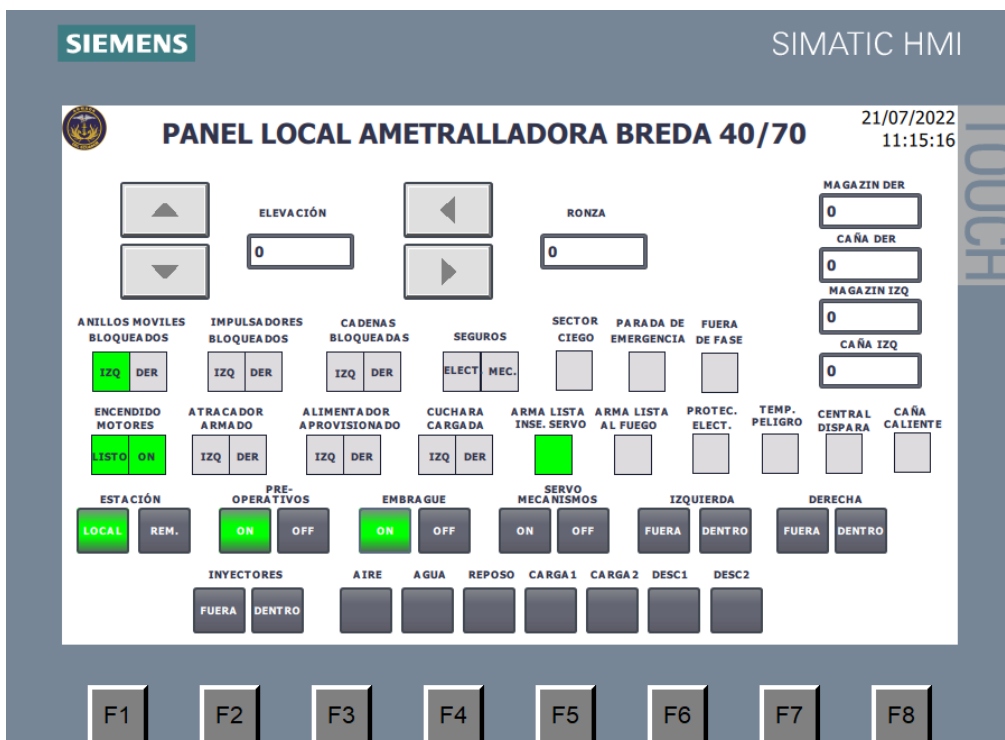 SIEMENS
SIMATIC HMI
TOUCH
PANEL LOCAL AMETRALLADORA BREDA 40/70
21/07/2022
11:15:16
ELEVACIÓN
0
RONZA
0
MAGAZIN DER
0
CAÑA DER
0
MAGAZIN IZQ
0
CAÑA IZQ
0
ANILLOS MOVILES
BLOQUEADOS
IZQ DER
IMPULSADORES
BLOQUEADOS
IZQ DER
CADENAS
BLOQUEADAS
IZQ DER
SEGUROS
ELECT MEC.
SECTOR
CIEGO
PARADA DE
EMERGENCIA
FUERA
DE FASE
ENCENDIDO
MOTORES
LISTO ON
ATRACADOR
ARMADO
IZQ DER
ALIMENTADOR
APROVISIONADO
IZQ DER
CUCHARA
CARGADA
IZQ DER
ARMA LISTA
INSE. SERVO
ARMA LISTA
AL FUEGO
PROTEC.
ELECT.
TEMP.
PELIGRO
CENTRAL
DISPARA
CAÑA
CALIENTE
ESTACIÓN
LOCAL REM.
PRE-
OPERATIVOS
ON OFF
EMBRAGUE
ON OFF
SERVO
MECANISMOS
ON OFF
IZQUIERDA
FUERA DENTRO
DERECHA
FUERA DENTRO
INYECTORES
FUERA DENTRO
AIRE AGUA REPOSO CARGA1 CARGA2 DESC1 DESC2
F1 F2 F3 F4 F5 F6 F7 F8